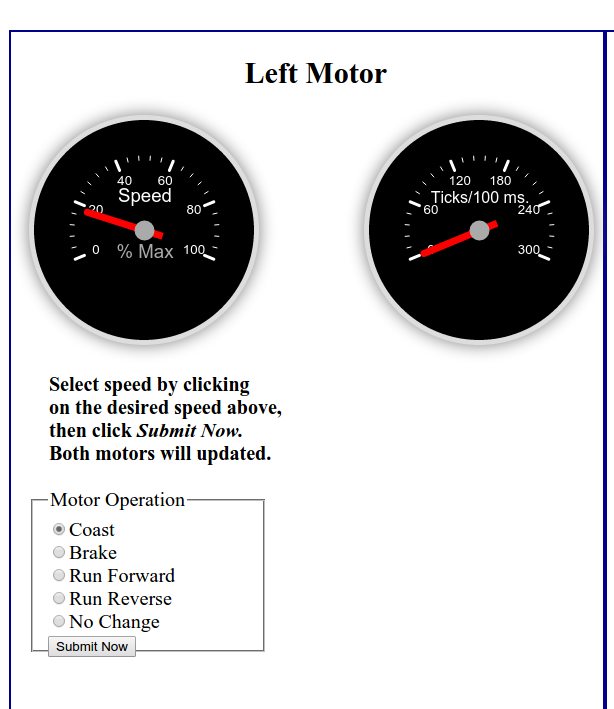 Left Motor
40 60
Speed
20 80
0 % Max 100
120 180
Ticks/100 ms.
60 240
300
Select speed by clicking
on the desired speed above,
then click Submit Now.
Both motors will updated.
Motor Operation
Coast
Brake
Run Forward
Run Reverse
No Change
Submit Now